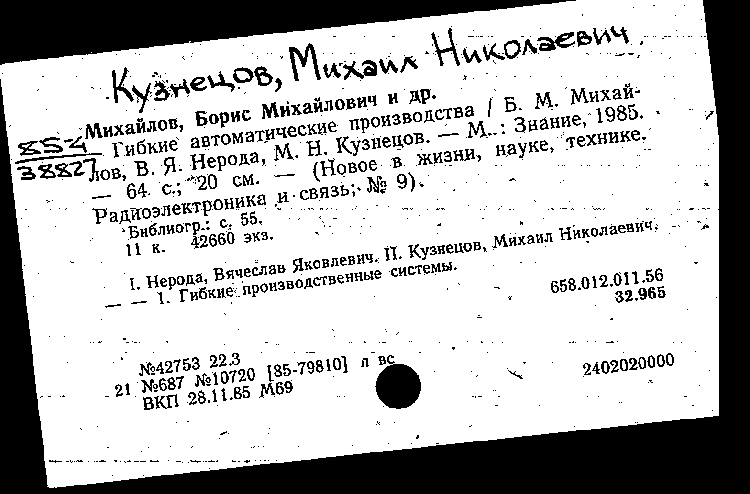 Кузнецов, Михаил Николаевич
Михайлов, Борис Михайлович и др.
854
38827
Гибкие автоматические производства / Б. М. Михай-
лов, В. Я. Нерода, М. Н. Кузнецов. — М.: Знание, 1985.
— 64 с.; 20 см. — (Новое в жизни, науке, технике.
Радиоэлектроника и связь; № 9).
Библиогр.: с. 55.
11 к. 42660 экз.
I. Нерода, Вячеслав Яковлевич. II. Кузнецов, Михаил Николаевич.
— — 1. Гибкие производственные системы.
658.012.011.56
32.965
№42753 22.3
21 №687 №10720 [85-79810] п вс
ВКП 28.11.85 М69
2402020000